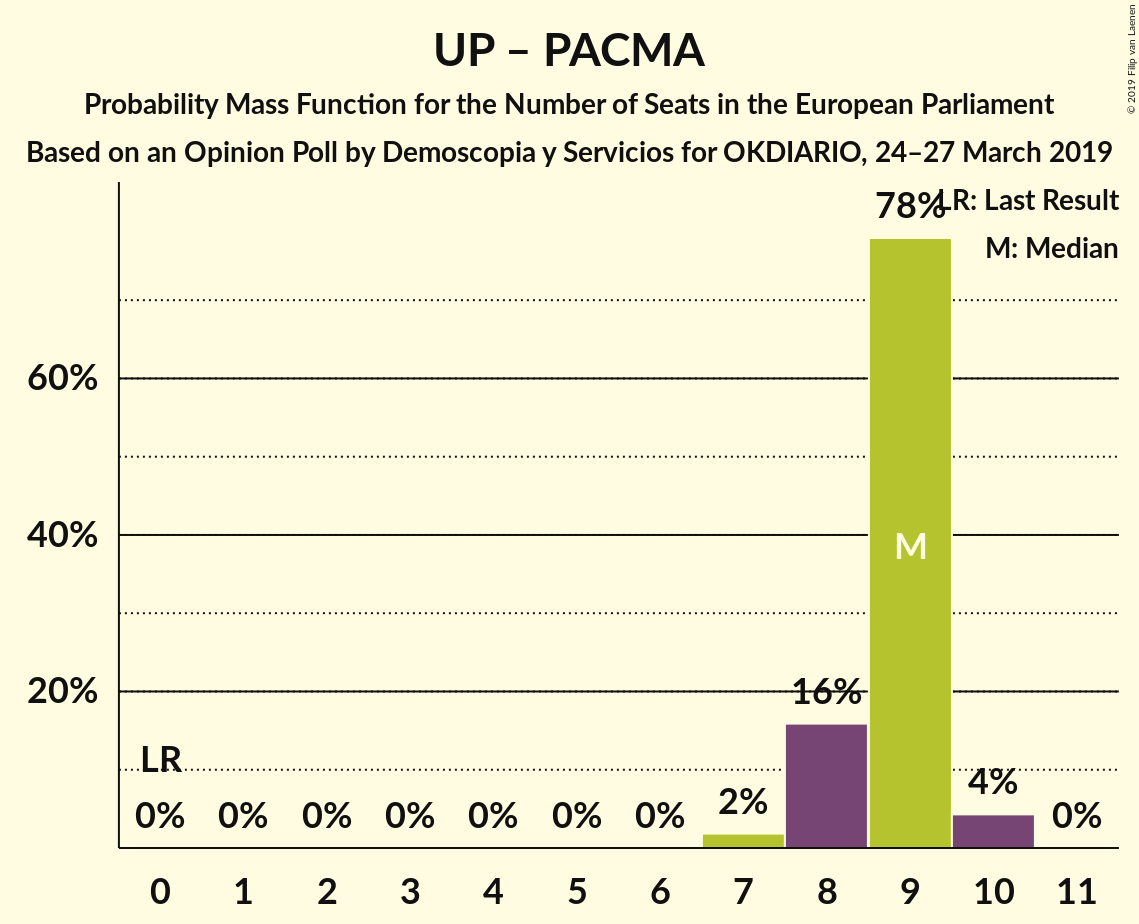 UP – PACMA
Probability Mass Function for the Number of Seats in the European Parliament
Based on an Opinion Poll by Demoscopia y Servicios for OKDIARIO, 24–27 March 2019
© 2019 Filip van Laenen
LR: Last Result
M: Median
78%
60%
40%
M
20%
16%
LR
0% 0% 0% 0% 0% 0% 0% 2% 4% 0%
0 1 2 3 4 5 6 7 8 9 10 11